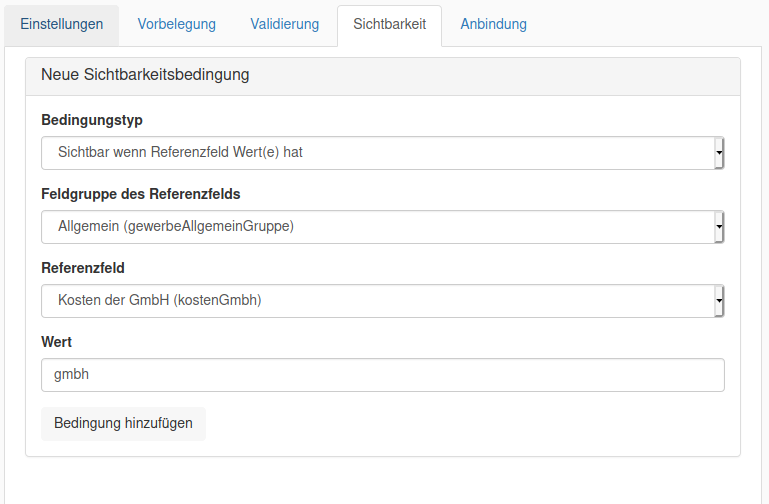 Einstellungen Vorbelegung Validierung Sichtbarkeit Anbindung
Neue Sichtbarkeitsbedingung
Bedingungstyp
Sichtbar wenn Referenzfeld Wert(e) hat
Feldgruppe des Referenzfelds
Allgemein (gewerbeAllgemeinGruppe)
Referenzfeld
Kosten der GmbH (kostenGmbh)
Wert
gmbh
Bedingung hinzufügen